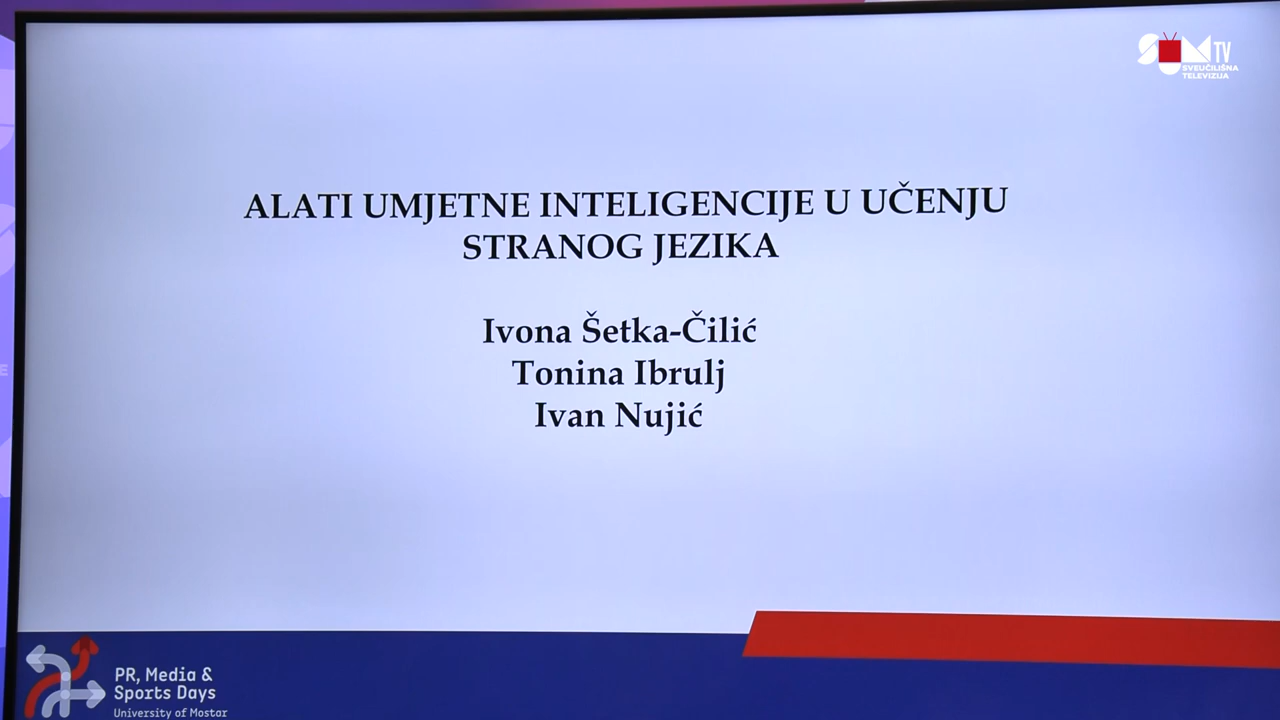 SUM TV
SVEUČILIŠNA
TELEVIZIJA
ALATI UMJETNE INTELIGENCIJE U UČENJU
STRANOG JEZIKA
Ivona Šetka-Čilić
Tonina Ibrulj
Ivan Nujić
E
PR, Media &
Sports Days
University of Mostar